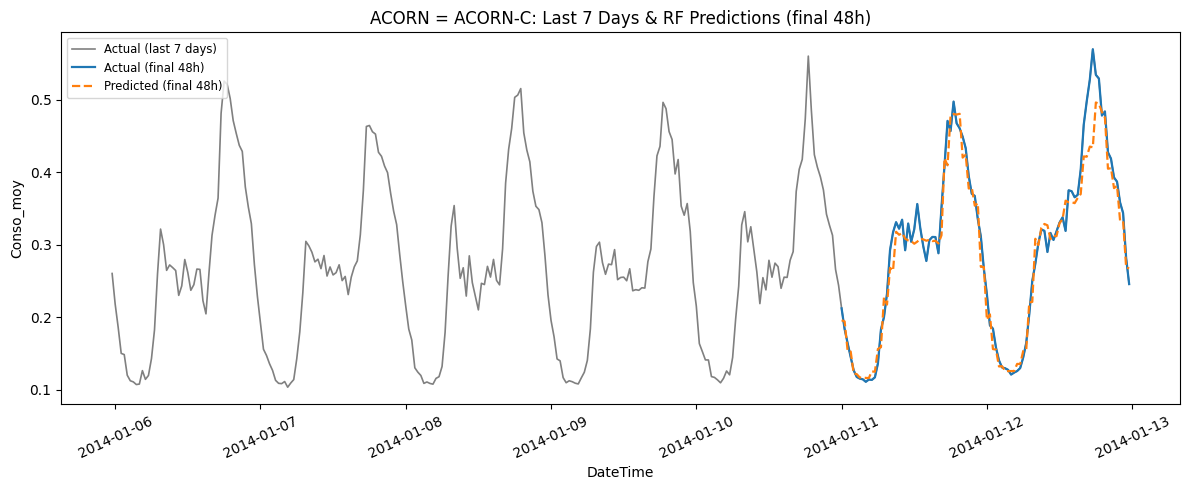 ACORN = ACORN-C: Last 7 Days & RF Predictions (final 48h)
Actual (last 7 days)
Actual (final 48h)
Predicted (final 48h)
0.5
0.4
0.3
0.2
0.1
Conso_moy
2014-01-06
2014-01-07
2014-01-08
2014-01-09
2014-01-10
2014-01-11
2014-01-12
2014-01-13
DateTime